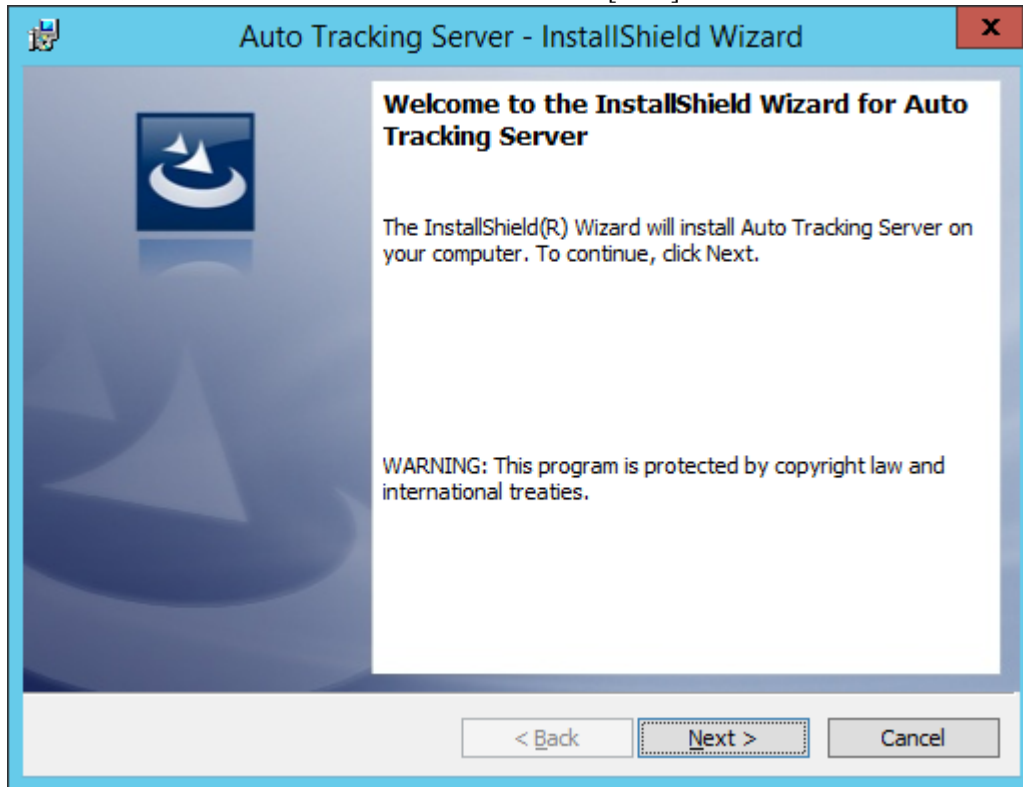 Auto Tracking Server - InstallShield Wizard
x
Welcome to the InstallShield Wizard for Auto
Tracking Server
The InstallShield(R) Wizard will install Auto Tracking Server on
your computer. To continue, click Next.
WARNING: This program is protected by copyright law and
international treaties.
< Back
Next >
Cancel